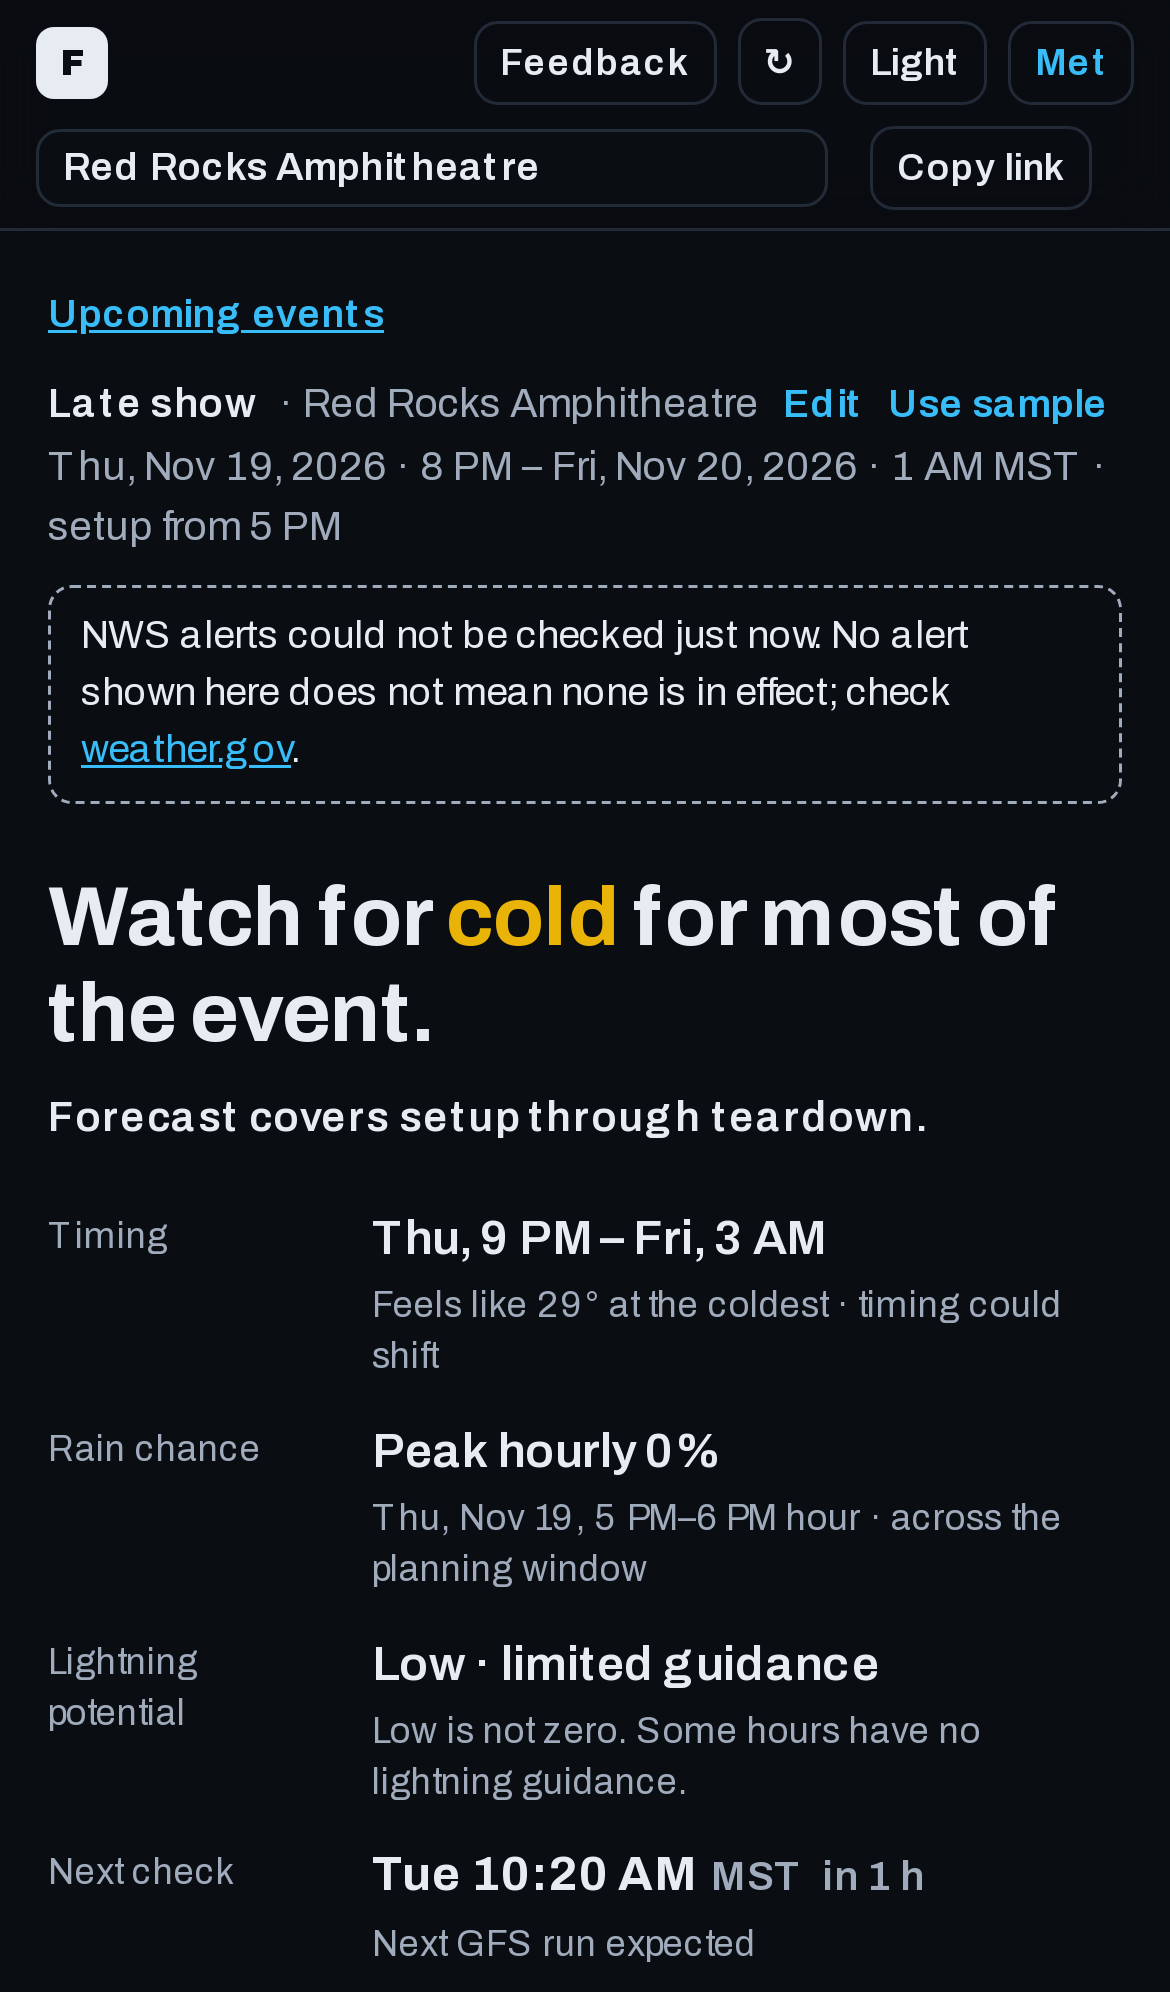 F Feedback ↻ Light Met
Red Rocks Amphitheatre Copy link
Upcoming events
Late show · Red Rocks Amphitheatre Edit Use sample
Thu, Nov 19, 2026 · 8 PM – Fri, Nov 20, 2026 · 1 AM MST ·
setup from 5 PM
NWS alerts could not be checked just now. No alert
shown here does not mean none is in effect; check
weather.gov.
Watch for cold for most of
the event.
Forecast covers setup through teardown.
Timing Thu, 9 PM – Fri, 3 AM
Feels like 29° at the coldest · timing could
shift
Rain chance Peak hourly 0%
Thu, Nov 19, 5 PM–6 PM hour · across the
planning window
Lightning
potential
Low · limited guidance
Low is not zero. Some hours have no
lightning guidance.
Next check Tue 10:20 AM MST in 1 h
Next GFS run expected